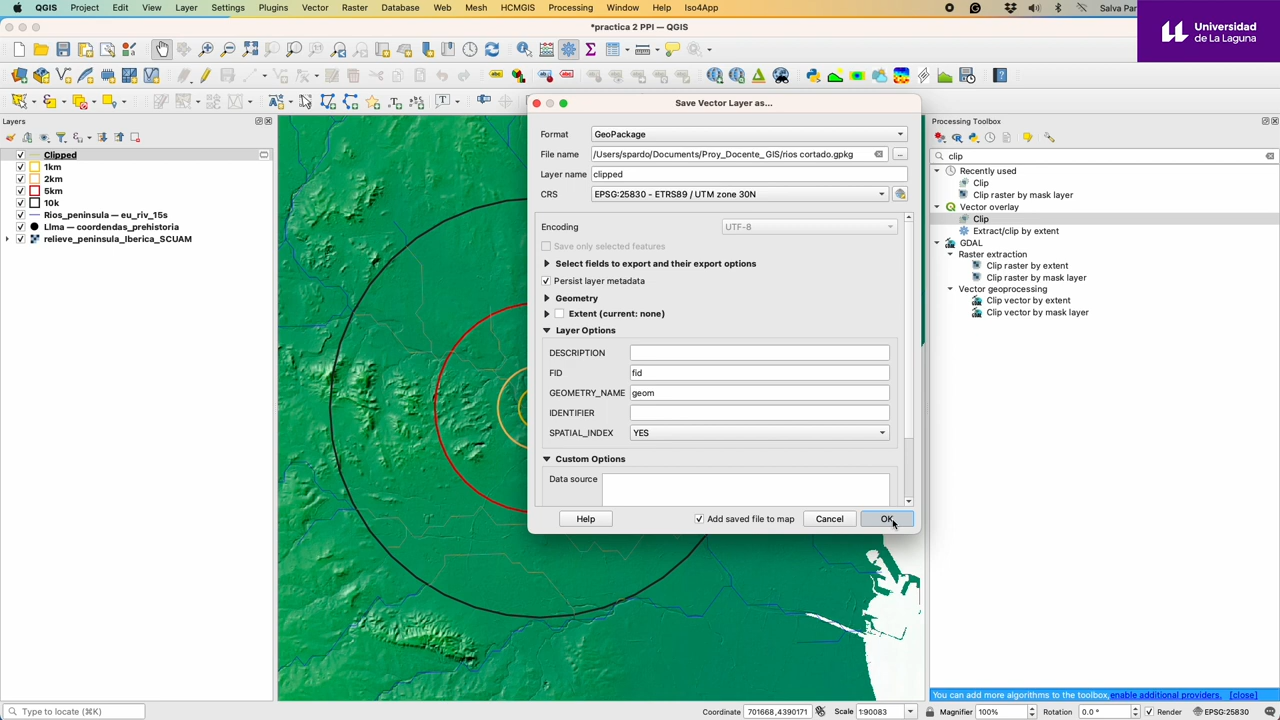 QGIS Project Edit View Layer Settings Plugins Vector Raster Database Web Mesh HCMGIS Processing Window Help Iso4App Salva Par
Universidad
de La Laguna
*practica 2 PPI — QGIS
Layers
Clipped
1km
2km
5km
10k
Rios_peninsula — eu_riv_15s
LIma — coordendas_prehistoria
relieve_peninsula_Iberica_SCUAM
Save Vector Layer as...
Format GeoPackage
File name /Users/spardo/Documents/Proy_Docente_ GIS/rios cortado.gpkg ...
Layer name clipped
CRS EPSG:25830 - ETRS89 / UTM zone 30N
Encoding UTF-8
Save only selected features
Select fields to export and their export options
Persist layer metadata
Geometry
Extent (current: none)
Layer Options
DESCRIPTION
FID fid
GEOMETRY_NAME geom
IDENTIFIER
SPATIAL_INDEX YES
Custom Options
Data source
Help Add saved file to map Cancel OK
Processing Toolbox
clip
Recently used
Clip
Clip raster by mask layer
Vector overlay
Clip
Extract/clip by extent
GDAL
Raster extraction
Clip raster by extent
Clip raster by mask layer
Vector geoprocessing
Clip vector by extent
Clip vector by mask layer
You can add more algorithms to the toolbox, enable additional providers. [close]
Type to locate (⌘K) Coordinate 701668,4390171 Scale 1:90083 Magnifier 100% Rotation 0.0 ° Render EPSG:25830